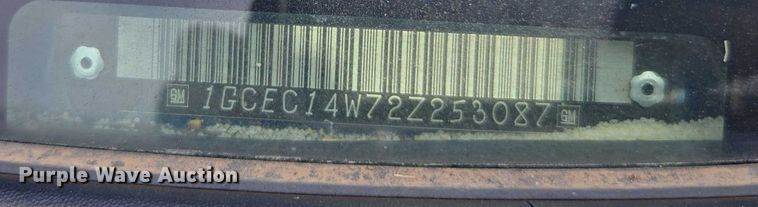 GM 1GCEC14W72Z253087 GM
Purple Wave Auction